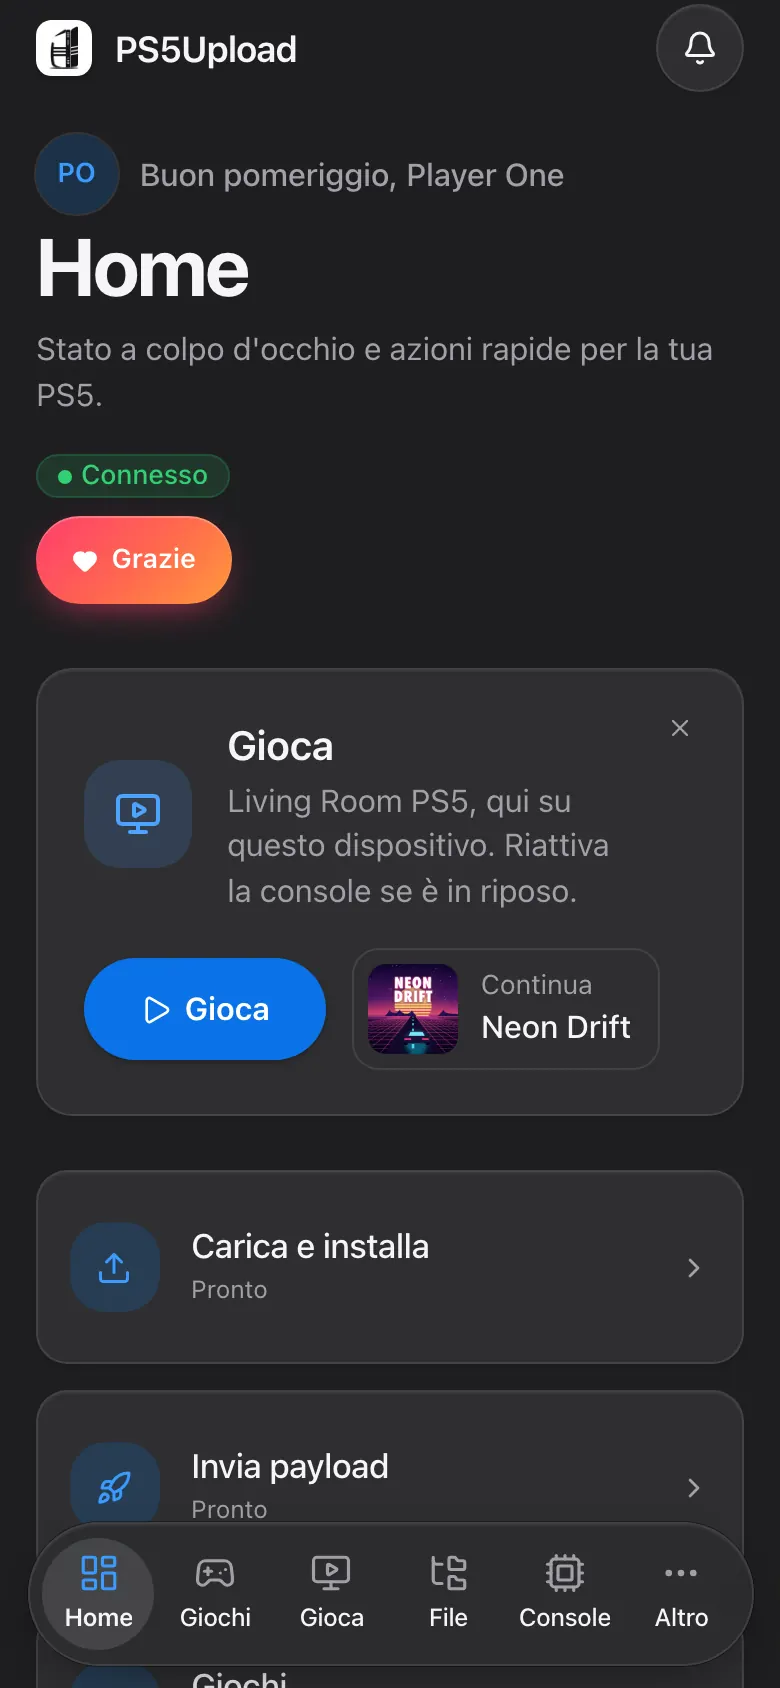 PS5Upload
PO
Buon pomeriggio, Player One
Home
Stato a colpo d'occhio e azioni rapide per la tua
PS5.
Connesso
Grazie
Gioca
Living Room PS5, qui su
questo dispositivo. Riattiva
la console se è in riposo.
Gioca
NEON
DRIFT
Continua
Neon Drift
Carica e installa
Pronto
Invia payload
Pronto
Home
Giochi
Gioca
File
Console
Altro
Giochi